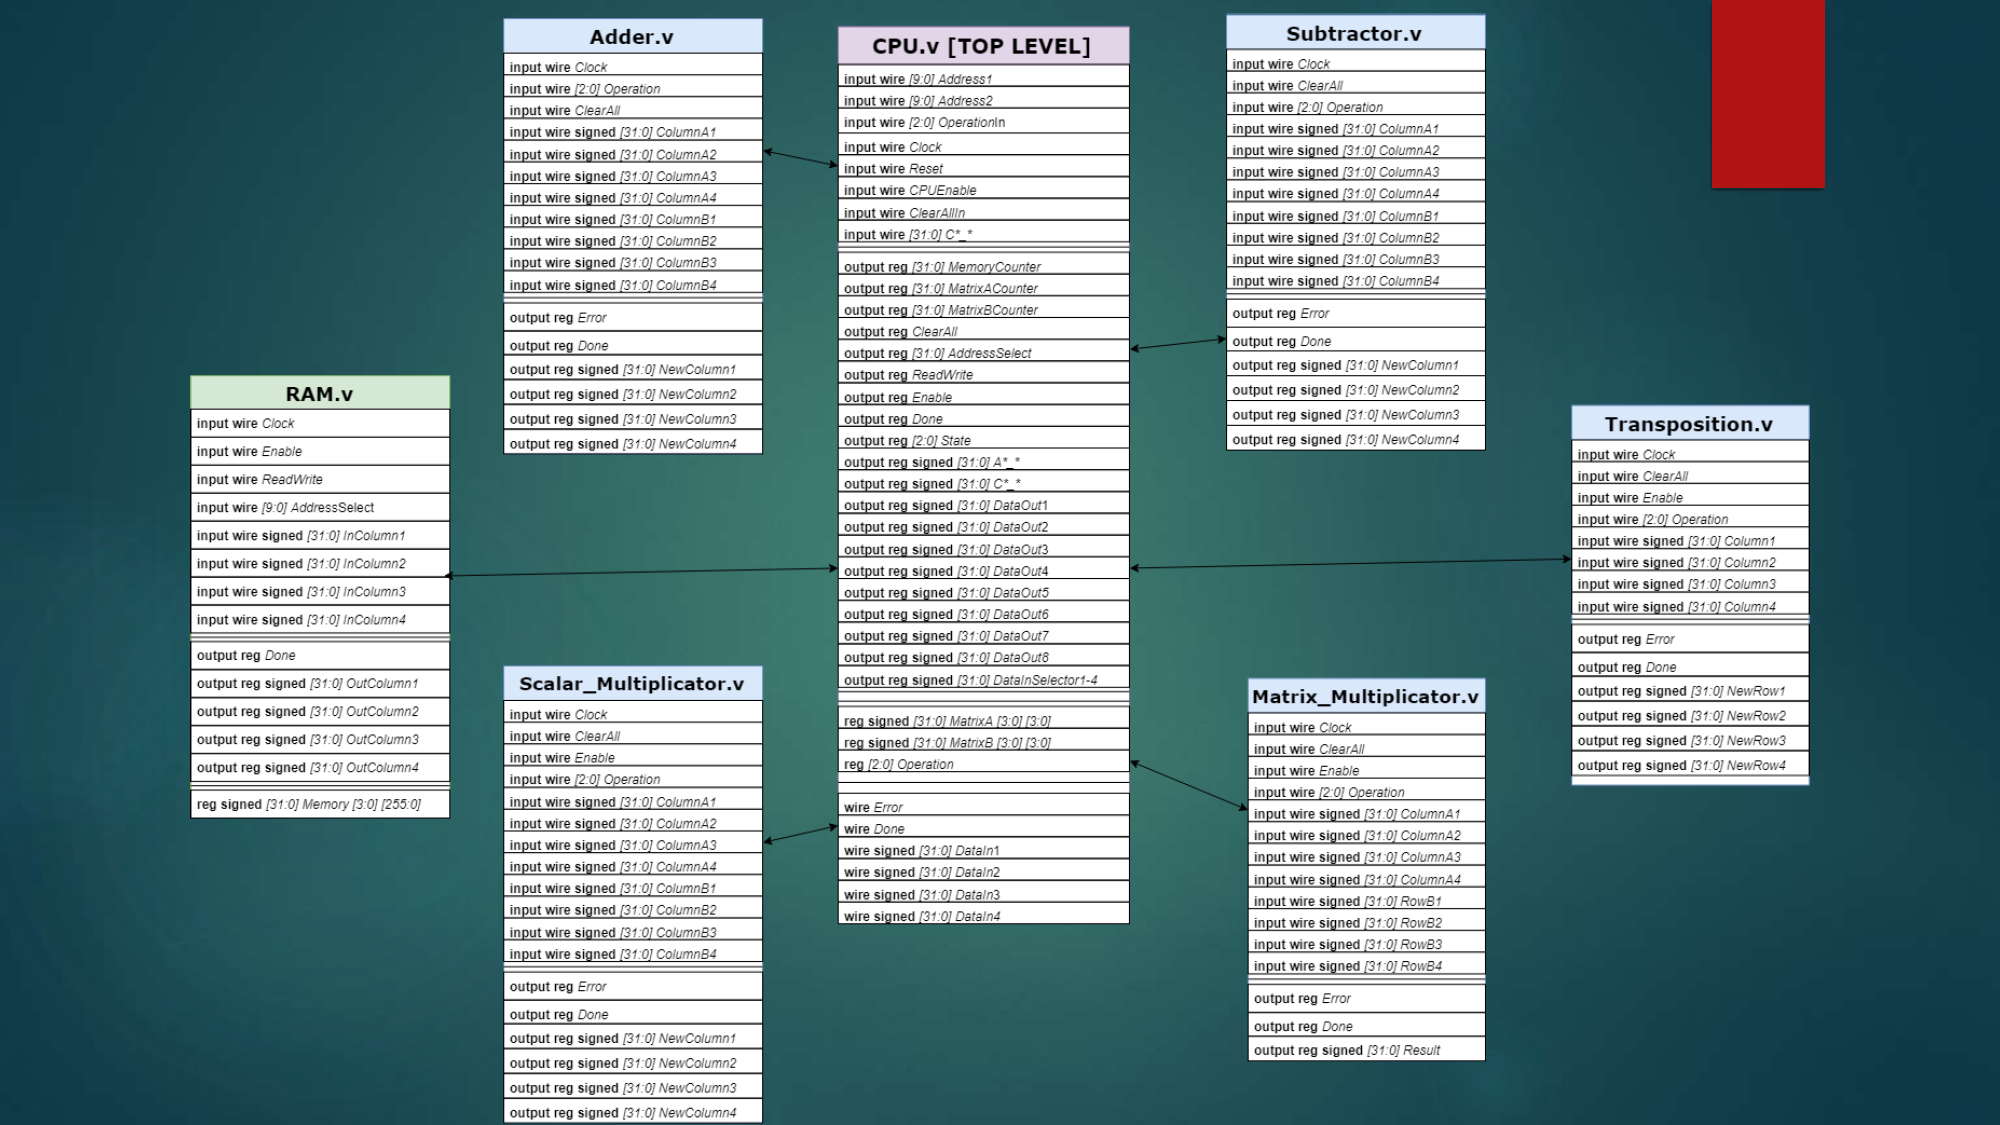 Adder.v
input wire Clock
input wire [2:0] Operation
input wire ClearAll
input wire signed [31:0] ColumnA1
input wire signed [31:0] ColumnA2
input wire signed [31:0] ColumnA3
input wire signed [31:0] ColumnA4
input wire signed [31:0] ColumnB1
input wire signed [31:0] ColumnB2
input wire signed [31:0] ColumnB3
input wire signed [31:0] ColumnB4
output reg Error
output reg Done
output reg signed [31:0] NewColumn1
output reg signed [31:0] NewColumn2
output reg signed [31:0] NewColumn3
output reg signed [31:0] NewColumn4
CPU.v [TOP LEVEL]
input wire [9:0] Address1
input wire [9:0] Address2
input wire [2:0] OperationIn
input wire Clock
input wire Reset
input wire CPUEnable
input wire ClearAllIn
input wire [31:0] C*_*
output reg [31:0] MemoryCounter
output reg [31:0] MatrixACounter
output reg [31:0] MatrixBCounter
output reg ClearAll
output reg [31:0] AddressSelect
output reg ReadWrite
output reg Enable
output reg Done
output reg [2:0] State
output reg signed [31:0] A*_*
output reg signed [31:0] C*_*
output reg signed [31:0] DataOut1
output reg signed [31:0] DataOut2
output reg signed [31:0] DataOut3
output reg signed [31:0] DataOut4
output reg signed [31:0] DataOut5
output reg signed [31:0] DataOut6
output reg signed [31:0] DataOut7
output reg signed [31:0] DataOut8
output reg signed [31:0] DataInSelector1-4
reg signed [31:0] MatrixA [3:0] [3:0]
reg signed [31:0] MatrixB [3:0] [3:0]
reg [2:0] Operation
wire Error
wire Done
wire signed [31:0] DataIn1
wire signed [31:0] DataIn2
wire signed [31:0] DataIn3
wire signed [31:0] DataIn4
Subtractor.v
input wire Clock
input wire ClearAll
input wire [2:0] Operation
input wire signed [31:0] ColumnA1
input wire signed [31:0] ColumnA2
input wire signed [31:0] ColumnA3
input wire signed [31:0] ColumnA4
input wire signed [31:0] ColumnB1
input wire signed [31:0] ColumnB2
input wire signed [31:0] ColumnB3
input wire signed [31:0] ColumnB4
output reg Error
output reg Done
output reg signed [31:0] NewColumn1
output reg signed [31:0] NewColumn2
output reg signed [31:0] NewColumn3
output reg signed [31:0] NewColumn4
RAM.v
input wire Clock
input wire Enable
input wire ReadWrite
input wire [9:0] AddressSelect
input wire signed [31:0] InColumn1
input wire signed [31:0] InColumn2
input wire signed [31:0] InColumn3
input wire signed [31:0] InColumn4
output reg Done
output reg signed [31:0] OutColumn1
output reg signed [31:0] OutColumn2
output reg signed [31:0] OutColumn3
output reg signed [31:0] OutColumn4
reg signed [31:0] Memory [3:0] [255:0]
Transposition.v
input wire Clock
input wire ClearAll
input wire Enable
input wire [2:0] Operation
input wire signed [31:0] Column1
input wire signed [31:0] Column2
input wire signed [31:0] Column3
input wire signed [31:0] Column4
output reg Error
output reg Done
output reg signed [31:0] NewRow1
output reg signed [31:0] NewRow2
output reg signed [31:0] NewRow3
output reg signed [31:0] NewRow4
Scalar_Multiplicator.v
input wire Clock
input wire ClearAll
input wire Enable
input wire [2:0] Operation
input wire signed [31:0] ColumnA1
input wire signed [31:0] ColumnA2
input wire signed [31:0] ColumnA3
input wire signed [31:0] ColumnA4
input wire signed [31:0] ColumnB1
input wire signed [31:0] ColumnB2
input wire signed [31:0] ColumnB3
input wire signed [31:0] ColumnB4
output reg Error
output reg Done
output reg signed [31:0] NewColumn1
output reg signed [31:0] NewColumn2
output reg signed [31:0] NewColumn3
output reg signed [31:0] NewColumn4
Matrix_Multiplicator.v
input wire Clock
input wire ClearAll
input wire Enable
input wire [2:0] Operation
input wire signed [31:0] ColumnA1
input wire signed [31:0] ColumnA2
input wire signed [31:0] ColumnA3
input wire signed [31:0] ColumnA4
input wire signed [31:0] RowB1
input wire signed [31:0] RowB2
input wire signed [31:0] RowB3
input wire signed [31:0] RowB4
output reg Error
output reg Done
output reg signed [31:0] Result